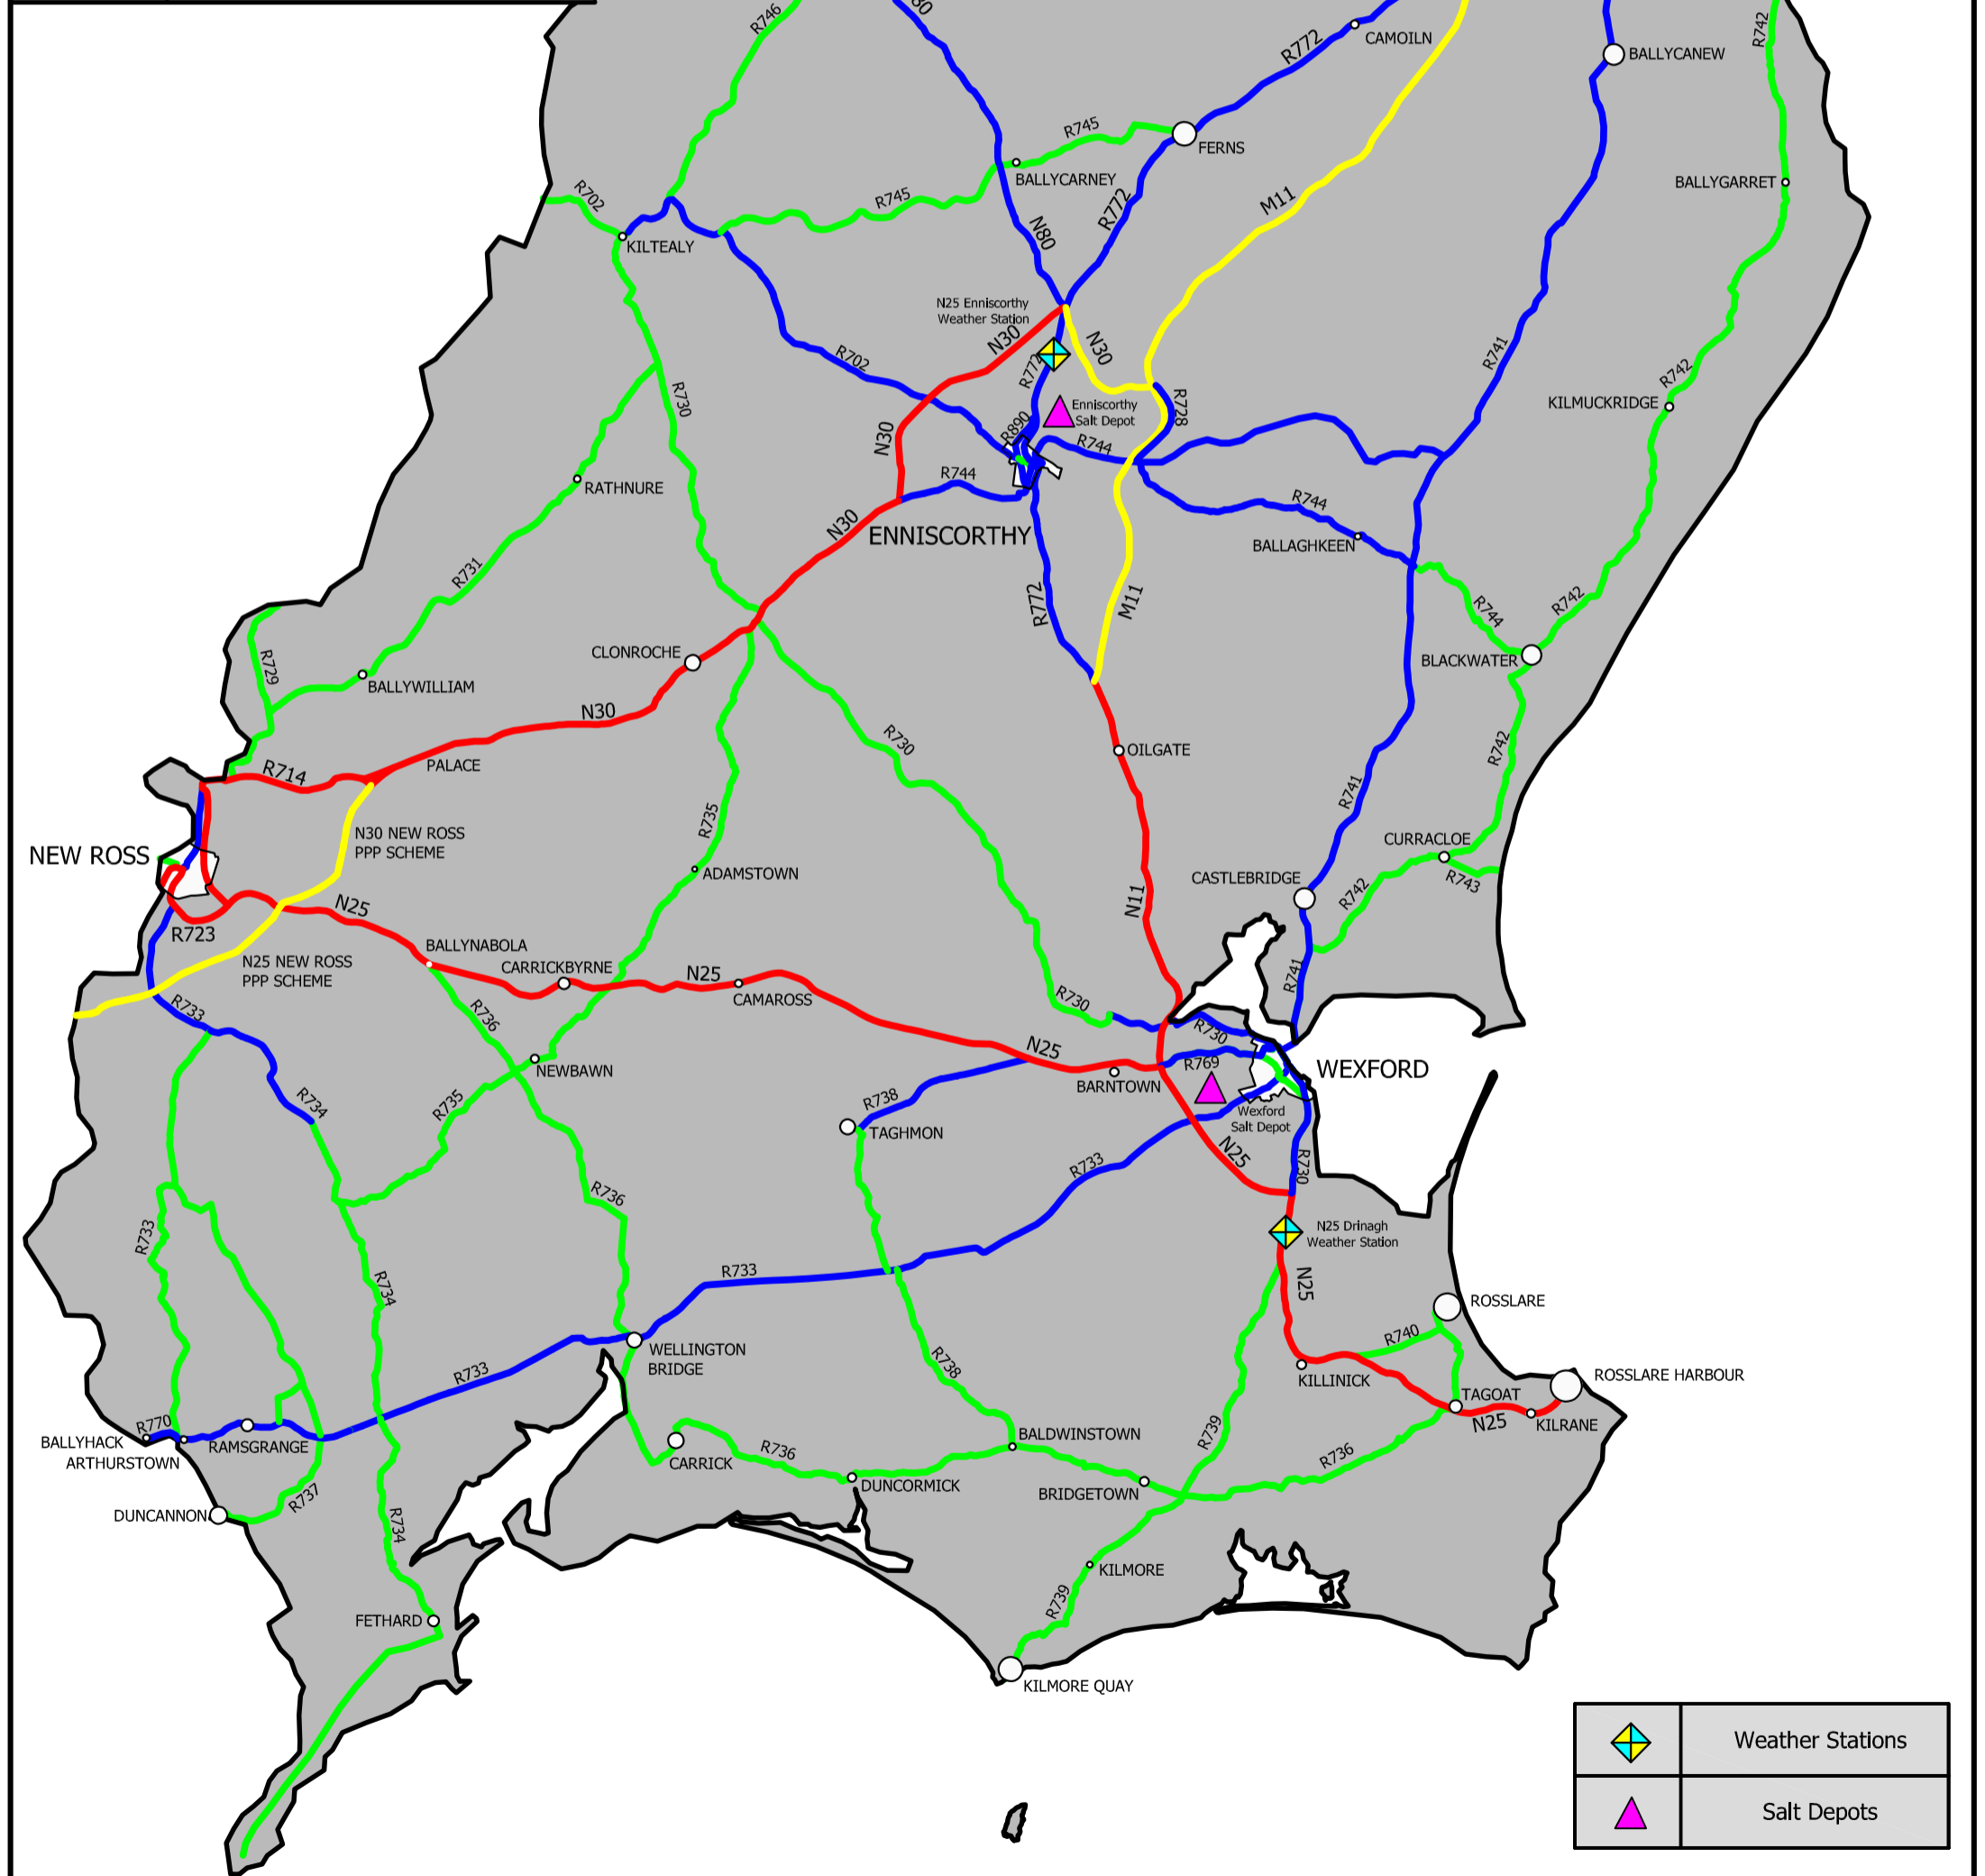 R746
80
R772
CAMOILN
R742
BALLYCANEW
R745
FERNS
BALLYCARNEY
BALLYGARRET
R702
R745
R772
M11
N80
KILTEALY
N25 Enniscorthy
Weather Station
N30
N30
R702
R772
R741
R742
R730
Enniscorthy
Salt Depot
R728
KILMUCKRIDGE
R890
N30
R744
R744
RATHNURE
R744
N30
ENNISCORTHY
BALLAGHKEEN
R731
R772
M11
R742
R744
CLONROCHE
BLACKWATER
R729
BALLYWILLIAM
N30
R730
R742
OILGATE
PALACE
R714
R741
R735
N30 NEW ROSS
PPP SCHEME
CURRACLOE
NEW ROSS
ADAMSTOWN
CASTLEBRIDGE
R743
R742
N25
N11
R723
BALLYNABOLA
N25 NEW ROSS
PPP SCHEME
CARRICKBYRNE
N25
R741
CAMAROSS
R733
R736
R730
R730
N25
NEWBAWN
R769
WEXFORD
BARNTOWN
R734
R735
R738
TAGHMON
Wexford
Salt Depot
N25
R733
R730
R736
R733
N25 Drinagh
Weather Station
R733
R734
N25
ROSSLARE
R740
WELLINGTON
BRIDGE
R733
R738
KILLINICK
ROSSLARE HARBOUR
TAGOAT
R770
N25
KILRANE
BALLYHACK
RAMSGRANGE
ARTHURSTOWN
R739
BALDWINSTOWN
CARRICK
R736
R736
DUNCORMICK
BRIDGETOWN
R737
DUNCANNON
R734
KILMORE
R739
FETHARD
KILMORE QUAY
Weather Stations
Salt Depots